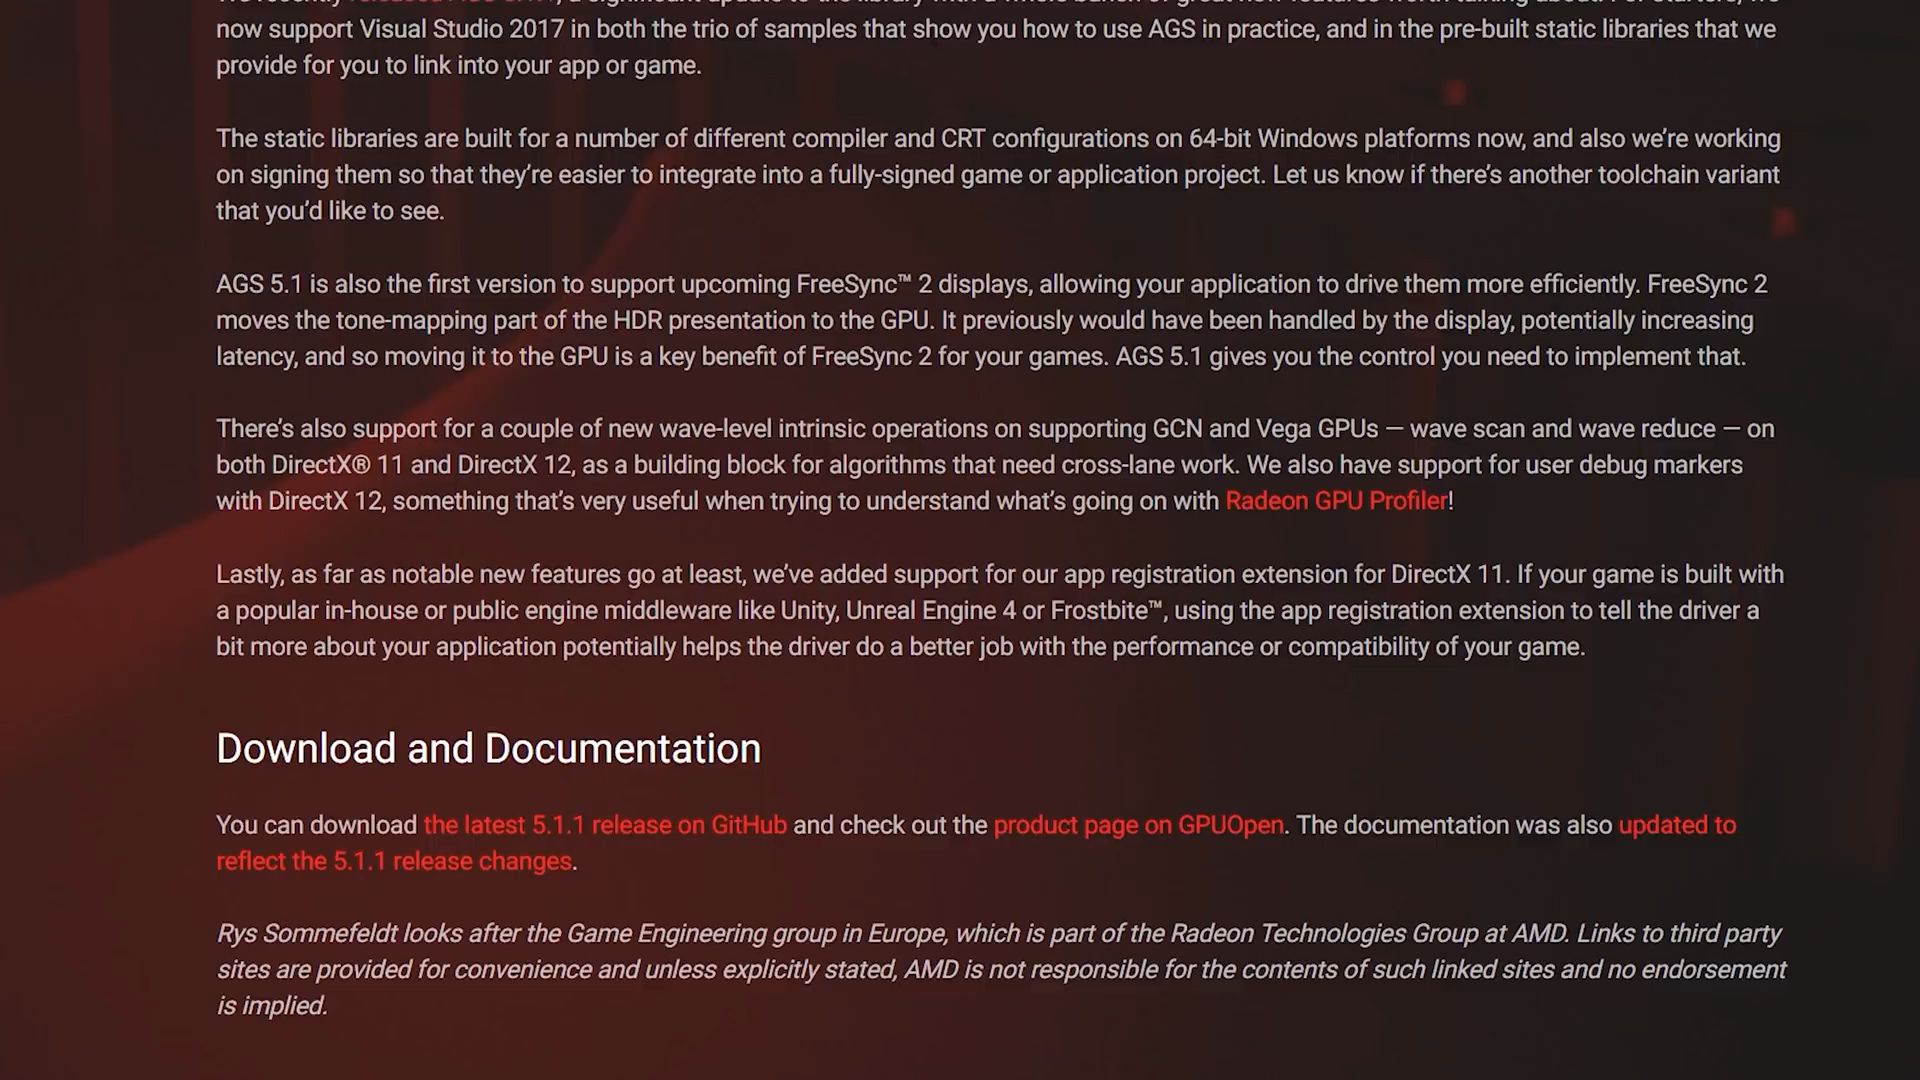 now support Visual Studio 2017 in both the trio of samples that show you how to use AGS in practice, and in the pre-built static libraries that we
provide for you to link into your app or game.
The static libraries are built for a number of different compiler and CRT configurations on 64-bit Windows platforms now, and also we’re working
on signing them so that they’re easier to integrate into a fully-signed game or application project. Let us know if there’s another toolchain variant
that you’d like to see.
AGS 5.1 is also the first version to support upcoming FreeSync™ 2 displays, allowing your application to drive them more efficiently. FreeSync 2
moves the tone-mapping part of the HDR presentation to the GPU. It previously would have been handled by the display, potentially increasing
latency, and so moving it to the GPU is a key benefit of FreeSync 2 for your games. AGS 5.1 gives you the control you need to implement that.
There’s also support for a couple of new wave-level intrinsic operations on supporting GCN and Vega GPUs — wave scan and wave reduce — on
both DirectX® 11 and DirectX 12, as a building block for algorithms that need cross-lane work. We also have support for user debug markers
with DirectX 12, something that’s very useful when trying to understand what’s going on with Radeon GPU Profiler!
Lastly, as far as notable new features go at least, we’ve added support for our app registration extension for DirectX 11. If your game is built with
a popular in-house or public engine middleware like Unity, Unreal Engine 4 or Frostbite™, using the app registration extension to tell the driver a
bit more about your application potentially helps the driver do a better job with the performance or compatibility of your game.
Download and Documentation
You can download the latest 5.1.1 release on GitHub and check out the product page on GPUOpen. The documentation was also updated to
reflect the 5.1.1 release changes.
Rys Sommefeldt looks after the Game Engineering group in Europe, which is part of the Radeon Technologies Group at AMD. Links to third party
sites are provided for convenience and unless explicitly stated, AMD is not responsible for the contents of such linked sites and no endorsement
is implied.